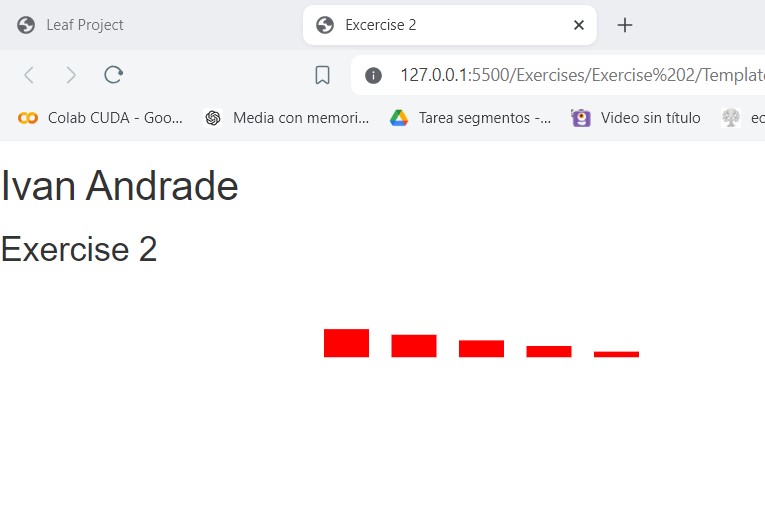 Leaf Project
Excercise 2
127.0.0.1:5500/Exercises/Exercise%202/Template
Colab CUDA - Goo...
Media con memori...
Tarea segmentos -...
Video sin título
ec
Ivan Andrade
Exercise 2